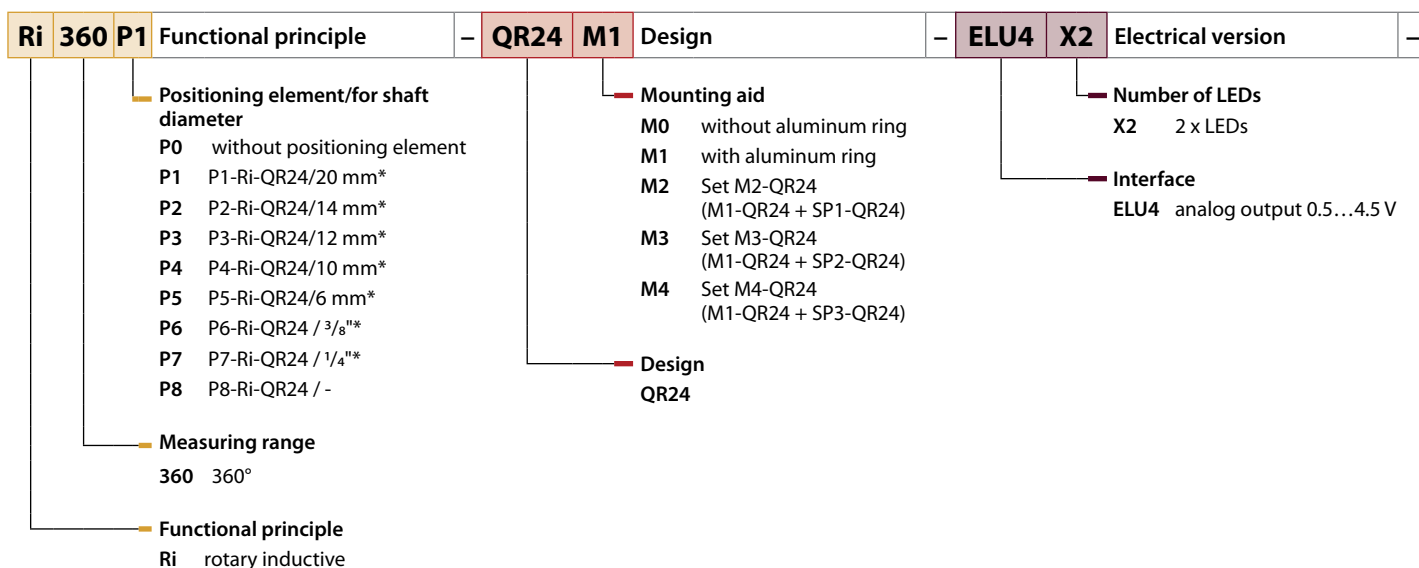 Ri 360 P1 Functional principle – QR24 M1 Design – ELU4 X2 Electrical version –
Positioning element/for shaft
diameter
P0 without positioning element
P1 P1-Ri-QR24/20 mm*
P2 P2-Ri-QR24/14 mm*
P3 P3-Ri-QR24/12 mm*
P4 P4-Ri-QR24/10 mm*
P5 P5-Ri-QR24/6 mm*
P6 P6-Ri-QR24 / ³/₈"*
P7 P7-Ri-QR24 / ¹/₄"*
P8 P8-Ri-QR24 / -
Measuring range
360 360°
Functional principle
Ri rotary inductive
Mounting aid
M0 without aluminum ring
M1 with aluminum ring
M2 Set M2-QR24
(M1-QR24 + SP1-QR24)
M3 Set M3-QR24
(M1-QR24 + SP2-QR24)
M4 Set M4-QR24
(M1-QR24 + SP3-QR24)
Design
QR24
Number of LEDs
X2 2 x LEDs
Interface
ELU4 analog output 0.5…4.5 V